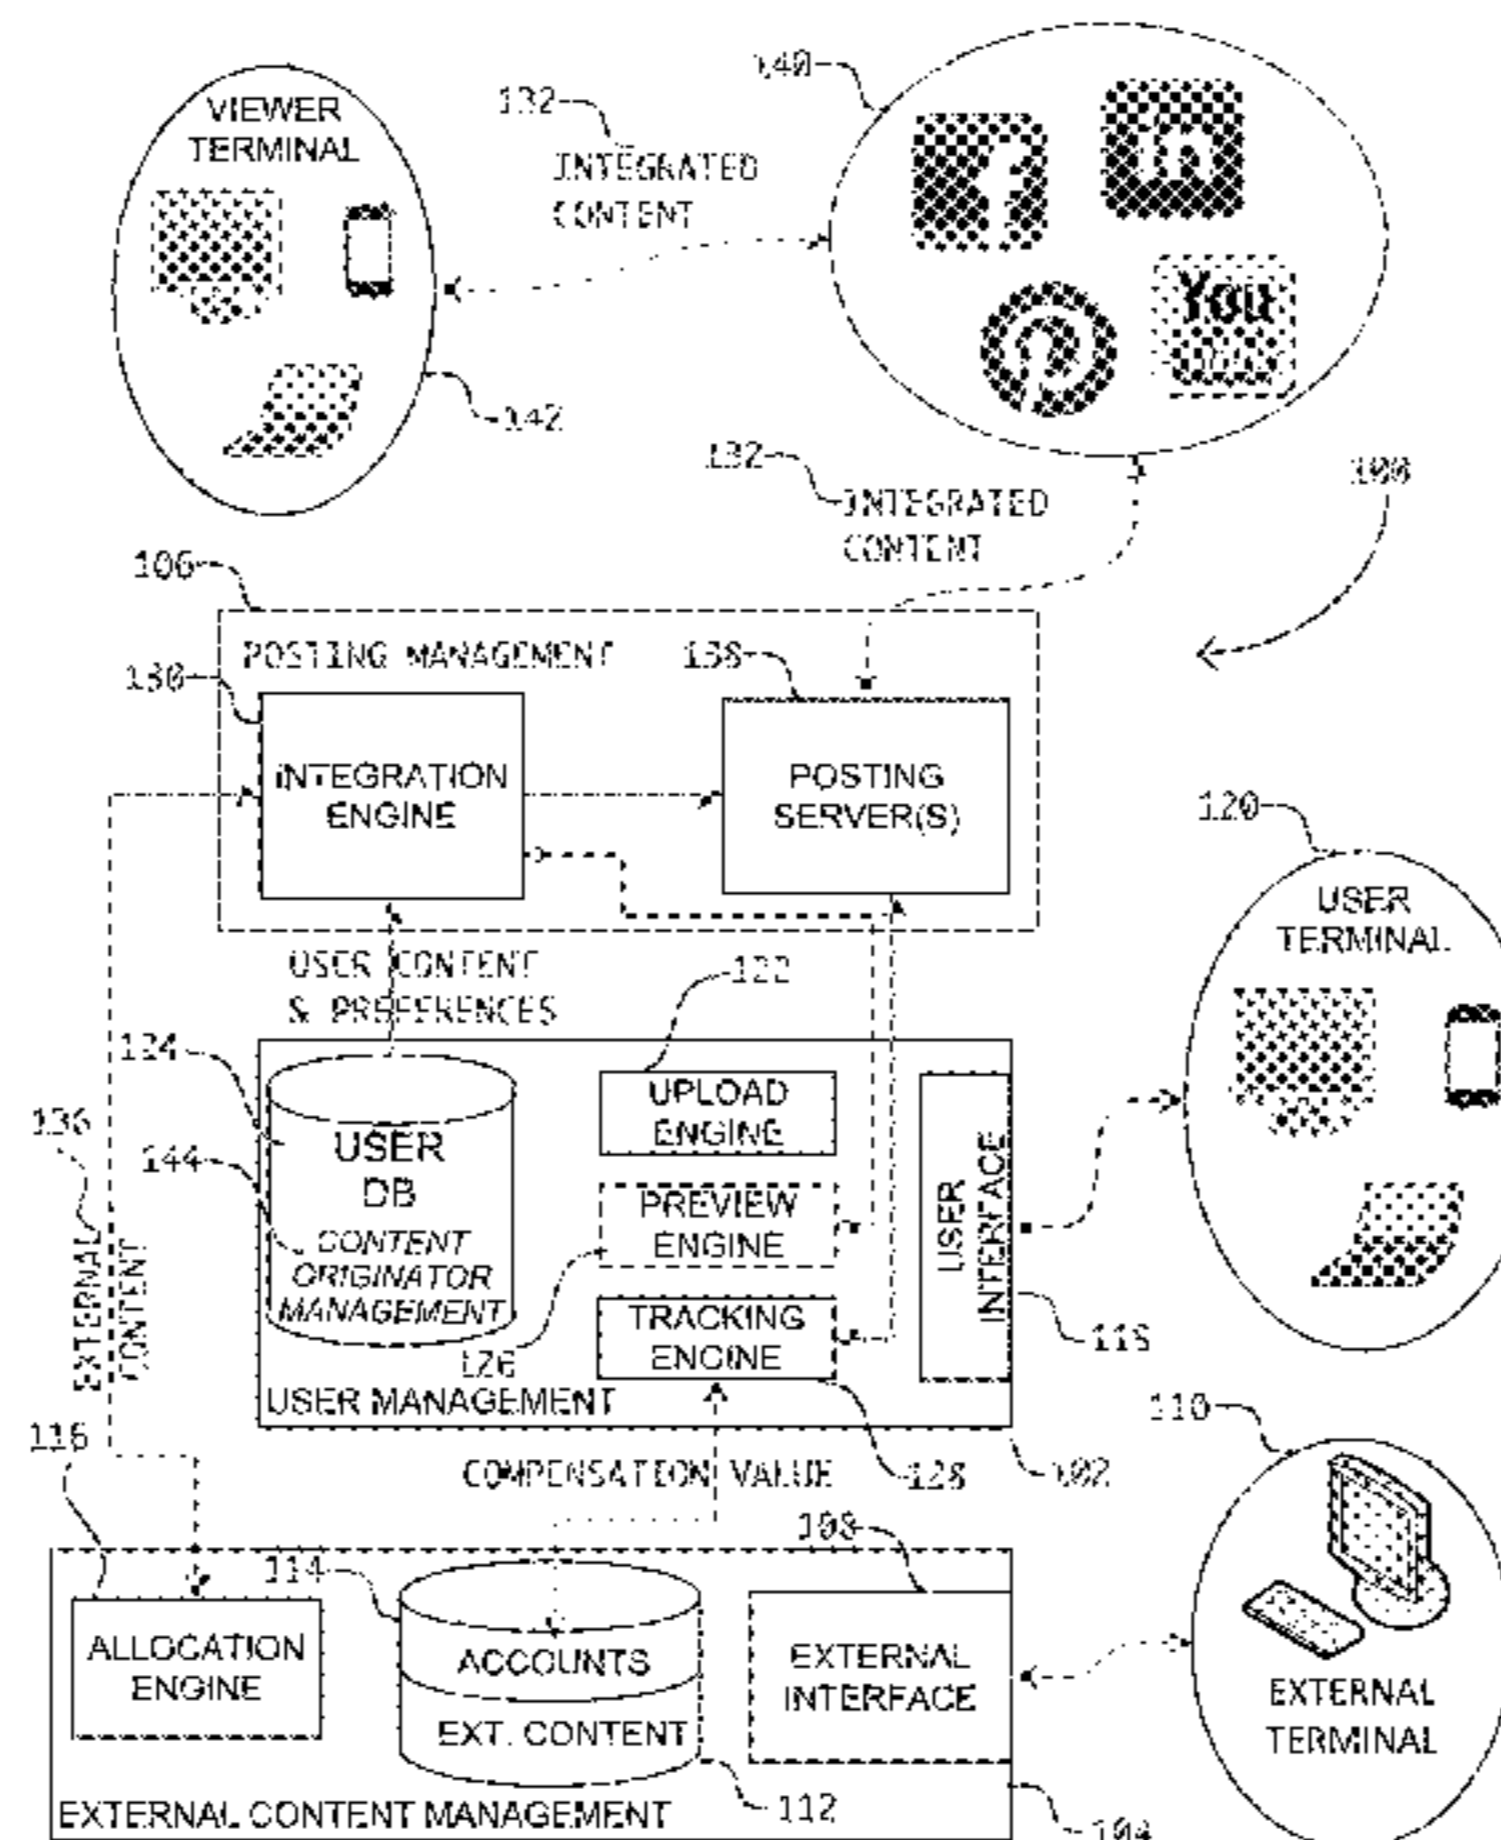 VIEWER
TERMINAL
132
INTEGRATED
CONTENT
140
f
in
You
142
132
INTEGRATED
CONTENT
100
106
POSTING MANAGEMENT
130
138
INTEGRATION
ENGINE
POSTING
SERVER(S)
120
USER
TERMINAL
USER CONTENT
& PREFERENCES
122
UPLOAD
ENGINE
USER
DB
CONTENT
ORIGINATOR
MANAGEMENT
144
136
EXTERNAL
CONTENT
PREVIEW
ENGINE
126
TRACKING
ENGINE
USER
INTERFACE
USER MANAGEMENT
128
102
110
COMPENSATION VALUE
108
114
ALLOCATION
ENGINE
ACCOUNTS
EXT. CONTENT
EXTERNAL
INTERFACE
EXTERNAL
TERMINAL
EXTERNAL CONTENT MANAGEMENT
112
104